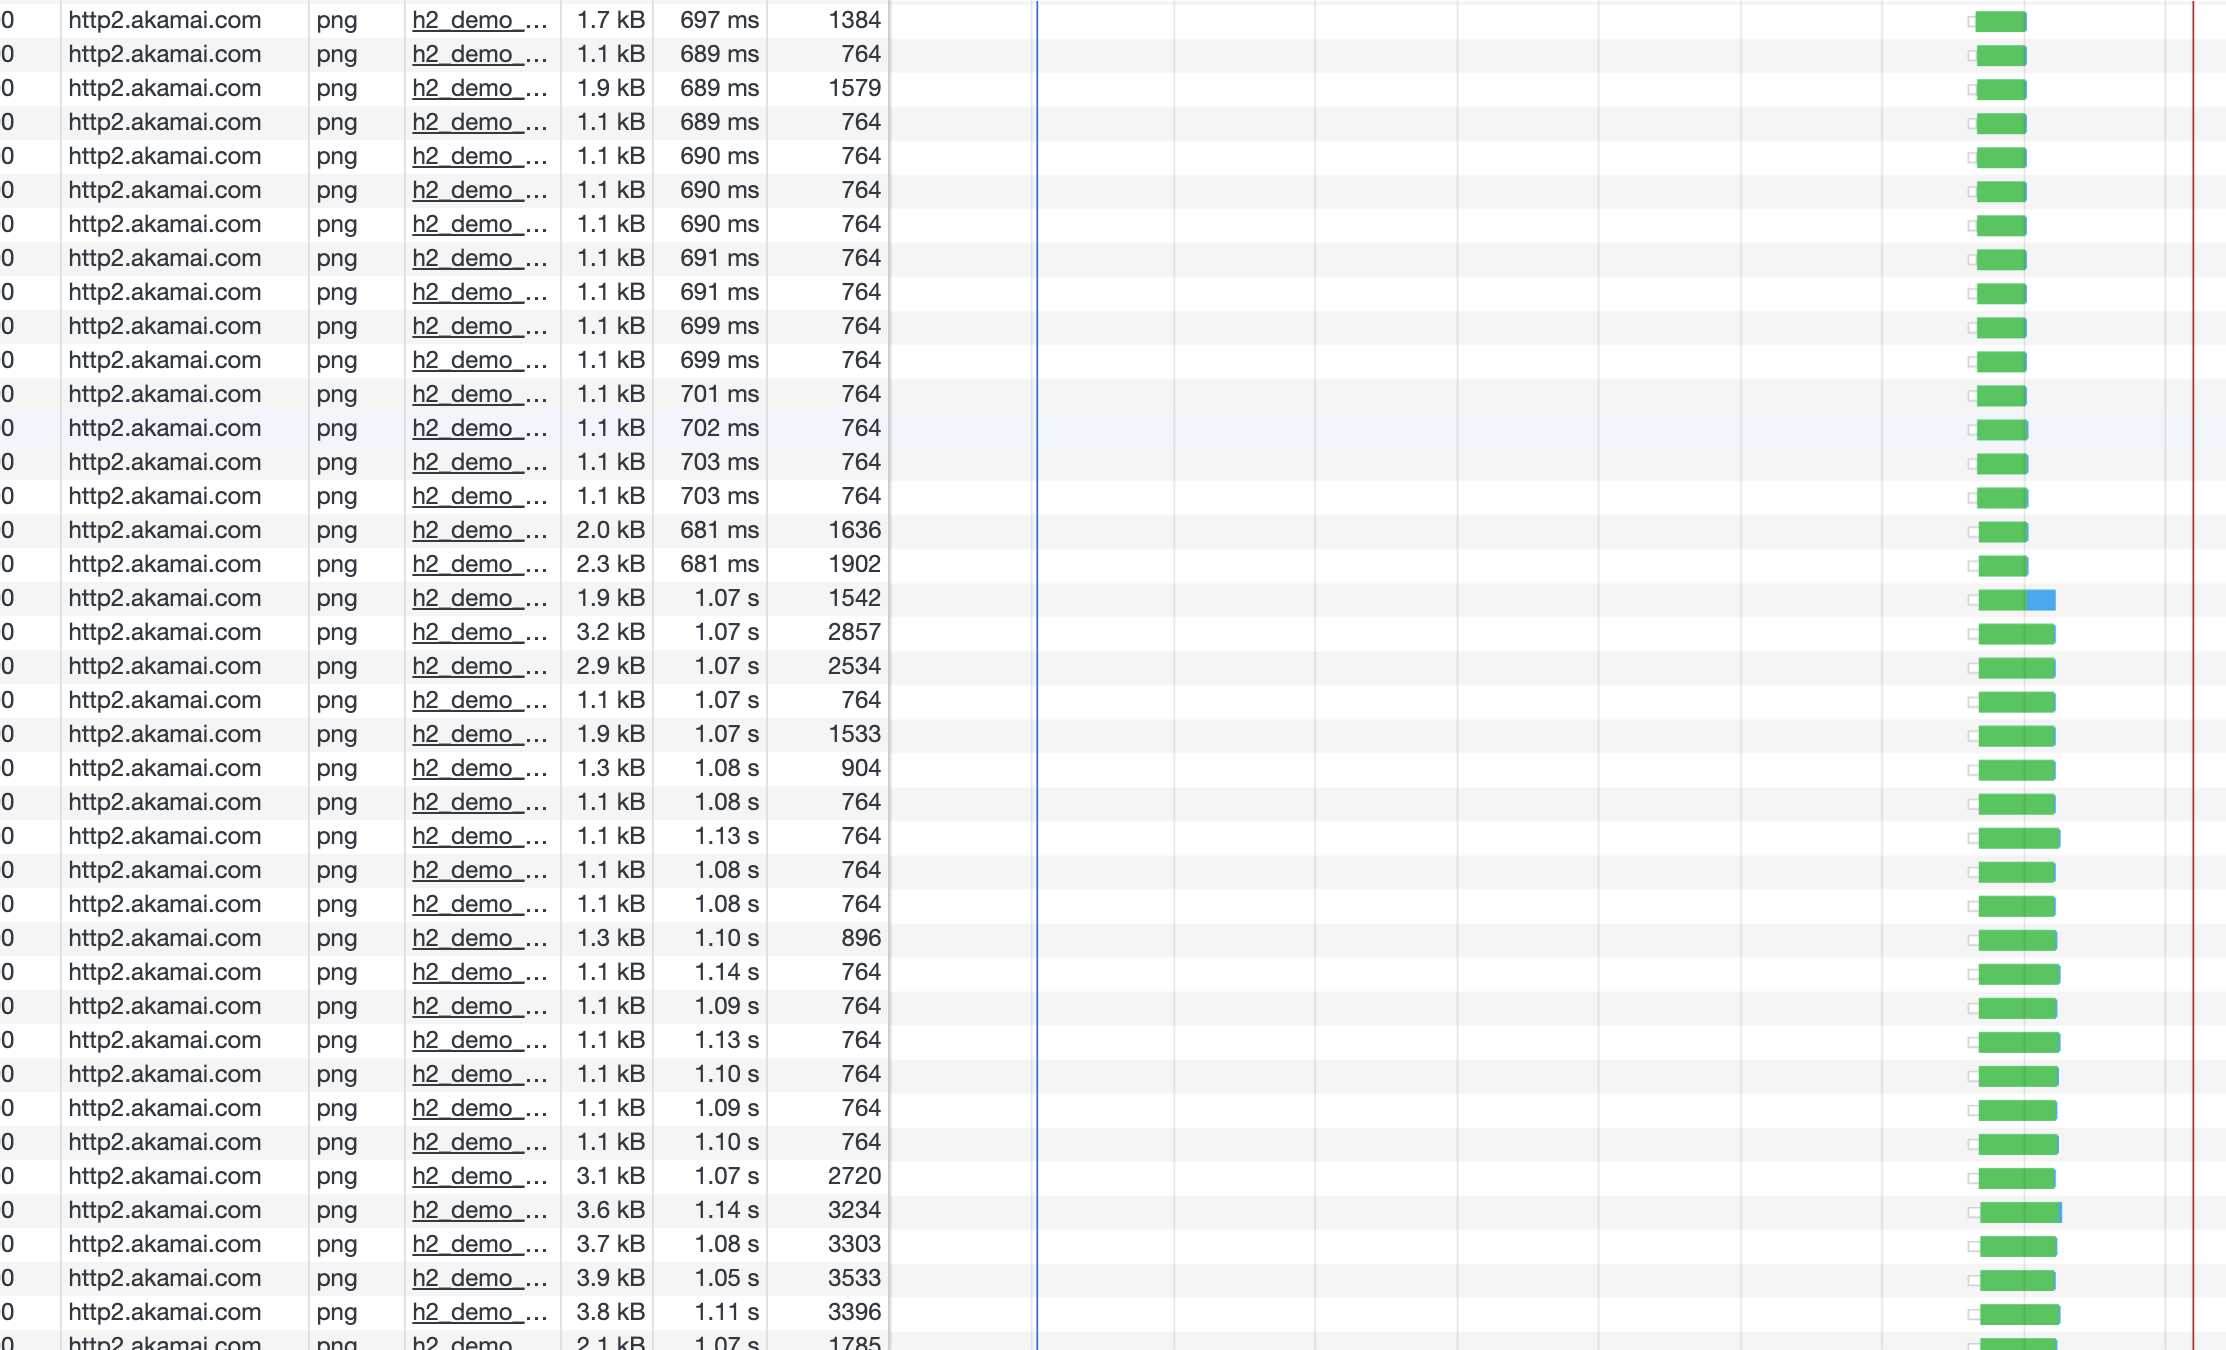 0 http2.akamai.com png h2_demo_... 1.7 kB 697 ms 1384
0 http2.akamai.com png h2_demo_... 1.1 kB 689 ms 764
0 http2.akamai.com png h2_demo_... 1.9 kB 689 ms 1579
0 http2.akamai.com png h2_demo_... 1.1 kB 689 ms 764
0 http2.akamai.com png h2_demo_... 1.1 kB 690 ms 764
0 http2.akamai.com png h2_demo_... 1.1 kB 690 ms 764
0 http2.akamai.com png h2_demo_... 1.1 kB 690 ms 764
0 http2.akamai.com png h2_demo_... 1.1 kB 691 ms 764
0 http2.akamai.com png h2_demo_... 1.1 kB 691 ms 764
0 http2.akamai.com png h2_demo_... 1.1 kB 699 ms 764
0 http2.akamai.com png h2_demo_... 1.1 kB 699 ms 764
0 http2.akamai.com png h2_demo_... 1.1 kB 701 ms 764
0 http2.akamai.com png h2_demo_... 1.1 kB 702 ms 764
0 http2.akamai.com png h2_demo_... 1.1 kB 703 ms 764
0 http2.akamai.com png h2_demo_... 1.1 kB 703 ms 764
0 http2.akamai.com png h2_demo_... 2.0 kB 681 ms 1636
0 http2.akamai.com png h2_demo_... 2.3 kB 681 ms 1902
0 http2.akamai.com png h2_demo_... 1.9 kB 1.07 s 1542
0 http2.akamai.com png h2_demo_... 3.2 kB 1.07 s 2857
0 http2.akamai.com png h2_demo_... 2.9 kB 1.07 s 2534
0 http2.akamai.com png h2_demo_... 1.1 kB 1.07 s 764
0 http2.akamai.com png h2_demo_... 1.9 kB 1.07 s 1533
0 http2.akamai.com png h2_demo_... 1.3 kB 1.08 s 904
0 http2.akamai.com png h2_demo_... 1.1 kB 1.08 s 764
0 http2.akamai.com png h2_demo_... 1.1 kB 1.13 s 764
0 http2.akamai.com png h2_demo_... 1.1 kB 1.08 s 764
0 http2.akamai.com png h2_demo_... 1.1 kB 1.08 s 764
0 http2.akamai.com png h2_demo_... 1.3 kB 1.10 s 896
0 http2.akamai.com png h2_demo_... 1.1 kB 1.14 s 764
0 http2.akamai.com png h2_demo_... 1.1 kB 1.09 s 764
0 http2.akamai.com png h2_demo_... 1.1 kB 1.13 s 764
0 http2.akamai.com png h2_demo_... 1.1 kB 1.10 s 764
0 http2.akamai.com png h2_demo_... 1.1 kB 1.09 s 764
0 http2.akamai.com png h2_demo_... 1.1 kB 1.10 s 764
0 http2.akamai.com png h2_demo_... 3.1 kB 1.07 s 2720
0 http2.akamai.com png h2_demo_... 3.6 kB 1.14 s 3234
0 http2.akamai.com png h2_demo_... 3.7 kB 1.08 s 3303
0 http2.akamai.com png h2_demo_... 3.9 kB 1.05 s 3533
0 http2.akamai.com png h2_demo_... 3.8 kB 1.11 s 3396
0 http2.akamai.com png h2_demo 2.1 kB 1.07 s 1785